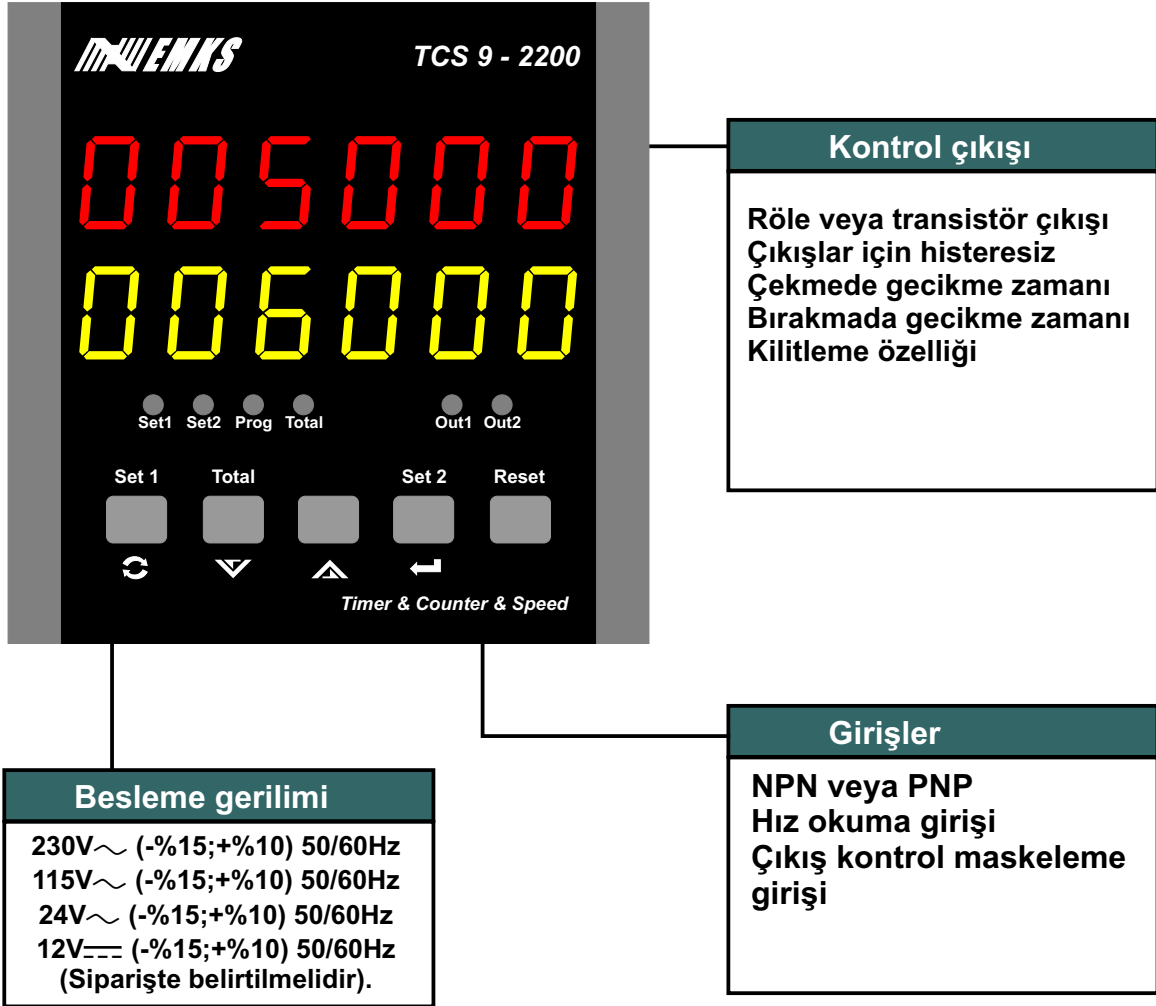 EMKS
TCS 9 - 2200
005000
006000
Set1 Set2 Prog Total Out1 Out2
Set 1 Total Set 2 Reset
Timer & Counter & Speed
Kontrol çıkışı
Röle veya transistör çıkışı
Çıkışlar için histeresiz
Çekmede gecikme zamanı
Bırakmada gecikme zamanı
Kilitleme özelliği
Girişler
NPN veya PNP
Hız okuma girişi
Çıkış kontrol maskeleme
girişi
Besleme gerilimi
230V～ (-%15;+%10) 50/60Hz
115V～ (-%15;+%10) 50/60Hz
24V～ (-%15;+%10) 50/60Hz
12V⎓ (-%15;+%10) 50/60Hz
(Siparişte belirtilmelidir).